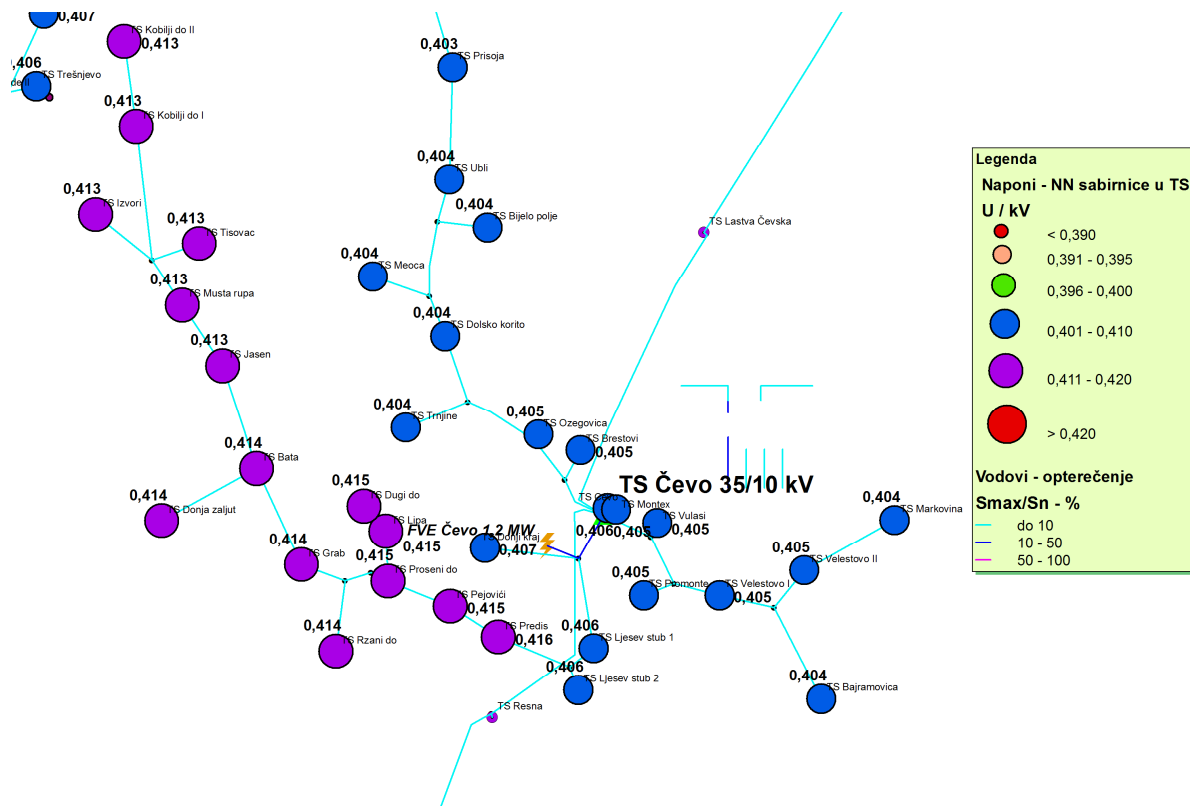 0,407
TS Kobilji do II
0,413
0,403
TS Prisoja
,406
TS Trešnjevo
0,413
TS Kobilji do I
0,404
TS Ubli
0,413
TS Izvori
0,413
TS Tisovac
0,404
TS Bijelo polje
TS Lastva Čevska
0,404
TS Meoca
0,413
TS Musta rupa
0,404
TS Dolsko korito
0,413
TS Jasen
0,404
TS Trnjine
0,405
TS Ozegovica
TS Brestovi
0,405
0,414
TS Bata
TS Čevo 35/10 kV
0,415
TS Dugi do
0,414
TS Donja zaljut
TS Lipa
0,415
FVE Čevo 1,2 MW
TS Donji kraj
0,407
TS Čevo
TS Montex
0,406
0,405
TS Vulasi
0,405
0,404
TS Markovina
0,414
TS Grab
0,415
TS Proseni do
0,405
TS Velestovo II
0,405
TS Piomonte
TS Velestovo I
0,405
TS Pejovići
0,415
0,414
TS Rzani do
TS Predis
0,416
0,406
TS Ljesev stub 1
0,406
TS Ljesev stub 2
0,404
TS Bajramovica
TS Resna
Legenda
Naponi - NN sabirnice u TS
U / kV
< 0,390
0,391 - 0,395
0,396 - 0,400
0,401 - 0,410
0,411 - 0,420
> 0,420
Vodovi - opterečenje
Smax/Sn - %
do 10
10 - 50
50 - 100